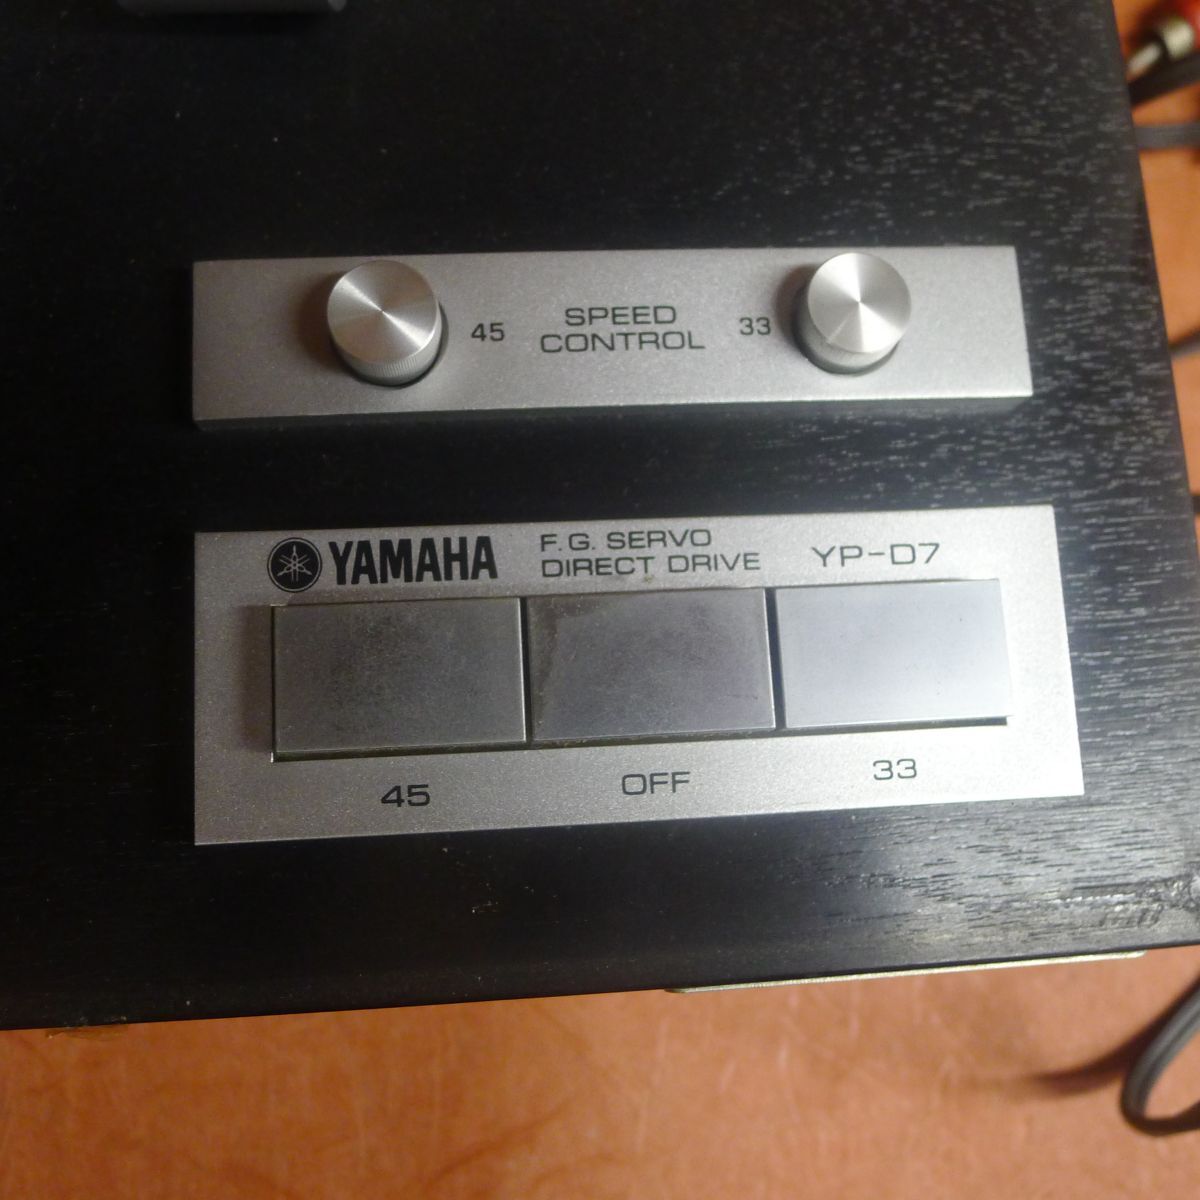 45 SPEED CONTROL 33
YAMAHA F.G. SERVO DIRECT DRIVE YP-D7
45 OFF 33